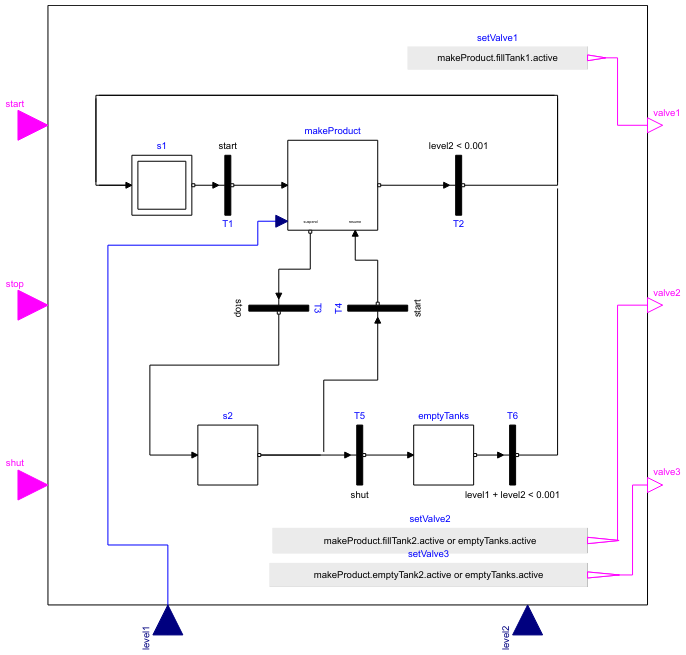 setValve1
makeProduct.fillTank1.active
start
valve1
makeProduct
s1
start
level2 < 0.001
suspend
resume
T1
T2
stop
valve2
stop
T3
T4
start
s2
T5
emptyTanks
T6
shut
valve3
shut
level1 + level2 < 0.001
setValve2
makeProduct.fillTank2.active or emptyTanks.active
setValve3
makeProduct.emptyTank2.active or emptyTanks.active
level1
level2